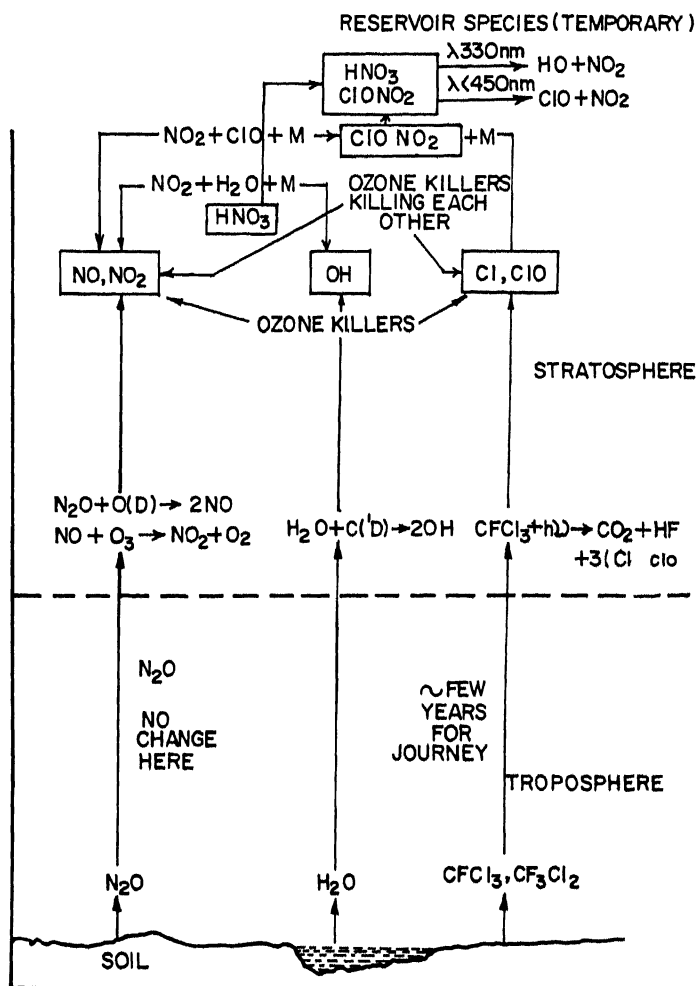 RESERVOIR SPECIES (TEMPORARY)
HNO3
ClONO2
λ330nm
HO+NO2
λ<450nm
ClO+NO2
NO2+ClO+M
ClO NO2
+M
NO2+H2O+M
HNO3
OZONE KILLERS
KILLING EACH
OTHER
NO, NO2
OH
Cl, ClO
OZONE KILLERS
STRATOSPHERE
N2O+O(D)→2NO
NO+O3→NO2+O2
H2O+C('D)→2OH
CFCl3+hν→CO2+HF
+3(Cl clo
N2O
NO
CHANGE
HERE
~FEW
YEARS
FOR
JOURNEY
TROPOSPHERE
N2O
H2O
CFCl3, CF3Cl2
SOIL